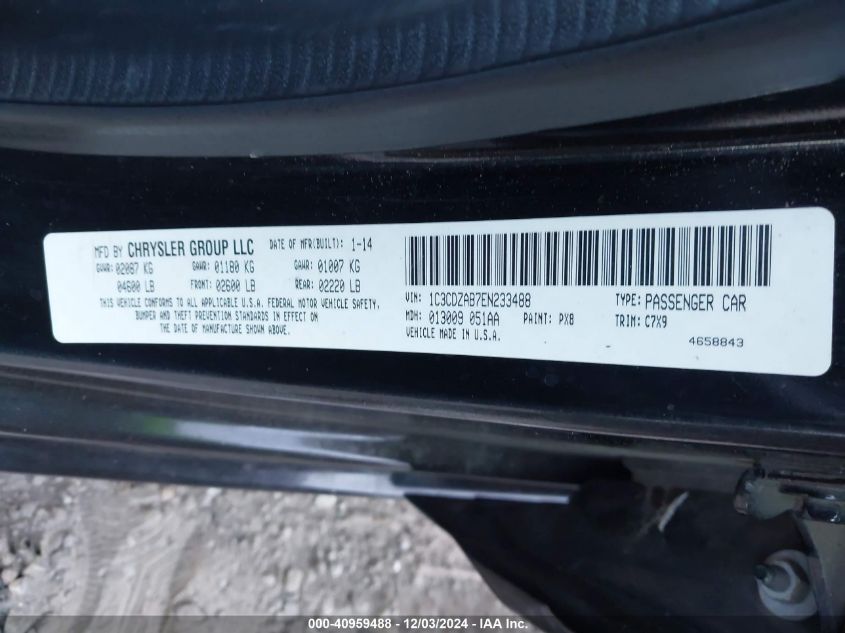 MFD BY CHRYSLER GROUP LLC DATE OF MFR(BUILT): 1-14
GVWR: 02087 KG GAWR: 01180 KG GAWR: 01007 KG
04600 LB FRONT: 02600 LB REAR: 02220 LB
THIS VEHICLE CONFORMS TO ALL APPLICABLE U.S.A. FEDERAL MOTOR VEHICLE SAFETY,
BUMPER AND THEFT PREVENTION STANDARDS IN EFFECT ON
THE DATE OF MANUFACTURE SHOWN ABOVE.
VIN: 1C3CDZAB7EN233488 TYPE: PASSENGER CAR
MDH: 013009 051AA PAINT: PX8 TRIM: C7X9
VEHICLE MADE IN U.S.A. 4658843
000-40959488 - 12/03/2024 - IAA Inc.